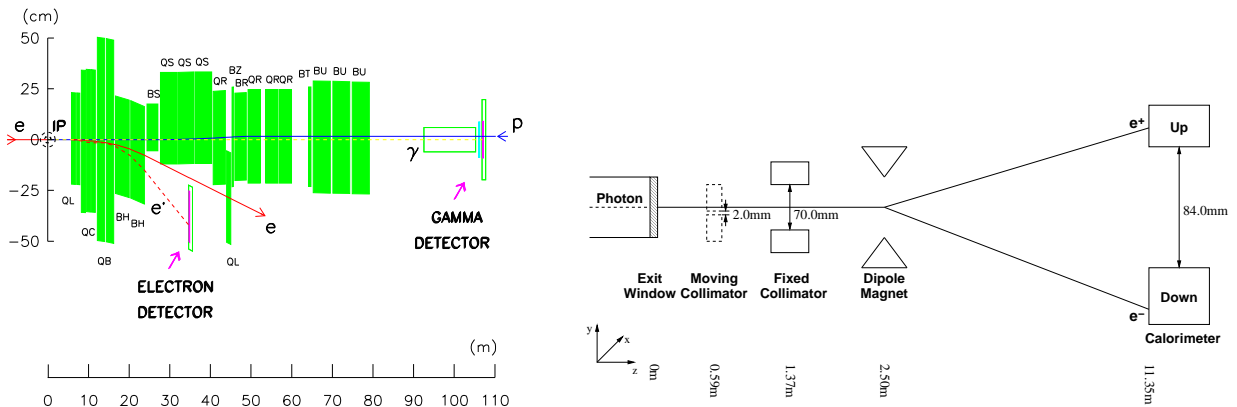 (cm)
50
25
0
-25
-50
QS QS QS
BS
QR
BZ
BR
QR
QRQR
BT
BU BU BU
e
IP
p
γ
QL
QC
QB
BH
BH
e'
e
QL
ELECTRON
DETECTOR
GAMMA
DETECTOR
(m)
0 10 20 30 40 50 60 70 80 90 100 110
Photon
2.0mm
70.0mm
e+
Up
84.0mm
Down
e−
Exit
Window
Moving
Collimator
Fixed
Collimator
Dipole
Magnet
Calorimeter
y
x
z
0m
0.59m
1.37m
2.50m
11.35m